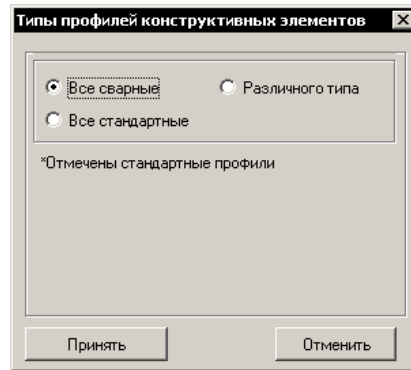 Типы профилей конструктивных элементов
Все сварные Различного типа
Все стандартные
*Отмечены стандартные профили
Принять Отменить